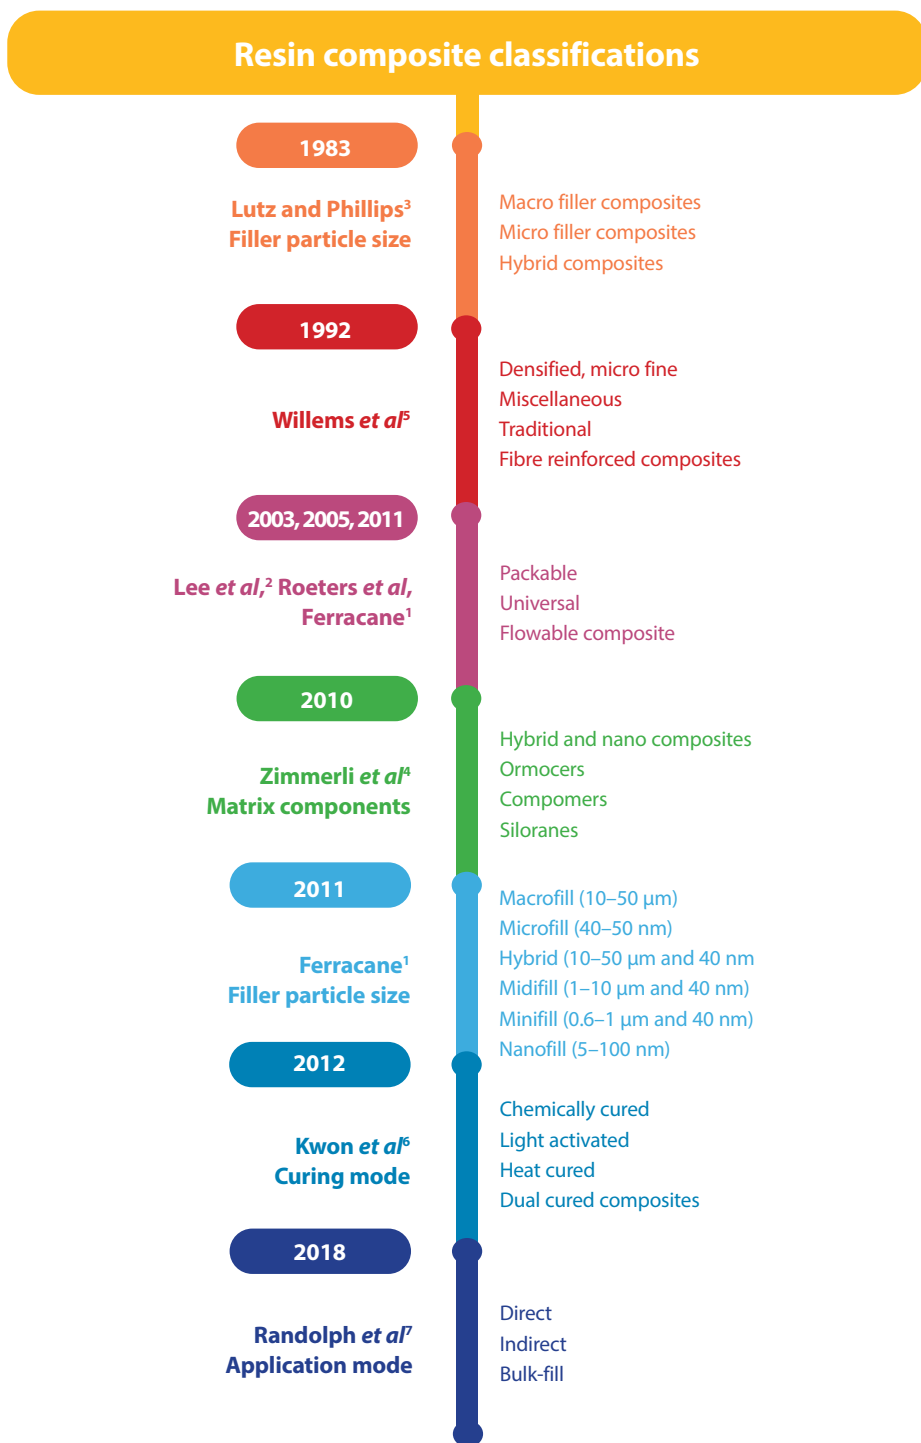 Resin composite classifications
1983
Lutz and Phillips³
Filler particle size
Macro filler composites
Micro filler composites
Hybrid composites
1992
Willems et al⁵
Densified, micro fine
Miscellaneous
Traditional
Fibre reinforced composites
2003, 2005, 2011
Lee et al,² Roeters et al,
Ferracane¹
Packable
Universal
Flowable composite
2010
Zimmerli et al⁴
Matrix components
Hybrid and nano composites
Ormocers
Compomers
Siloranes
2011
Ferracane¹
Filler particle size
Macrofill (10–50 µm)
Microfill (40–50 nm)
Hybrid (10–50 µm and 40 nm
Midifill (1–10 µm and 40 nm)
Minifill (0.6–1 µm and 40 nm)
Nanofill (5–100 nm)
2012
Kwon et al⁶
Curing mode
Chemically cured
Light activated
Heat cured
Dual cured composites
2018
Randolph et al⁷
Application mode
Direct
Indirect
Bulk-fill